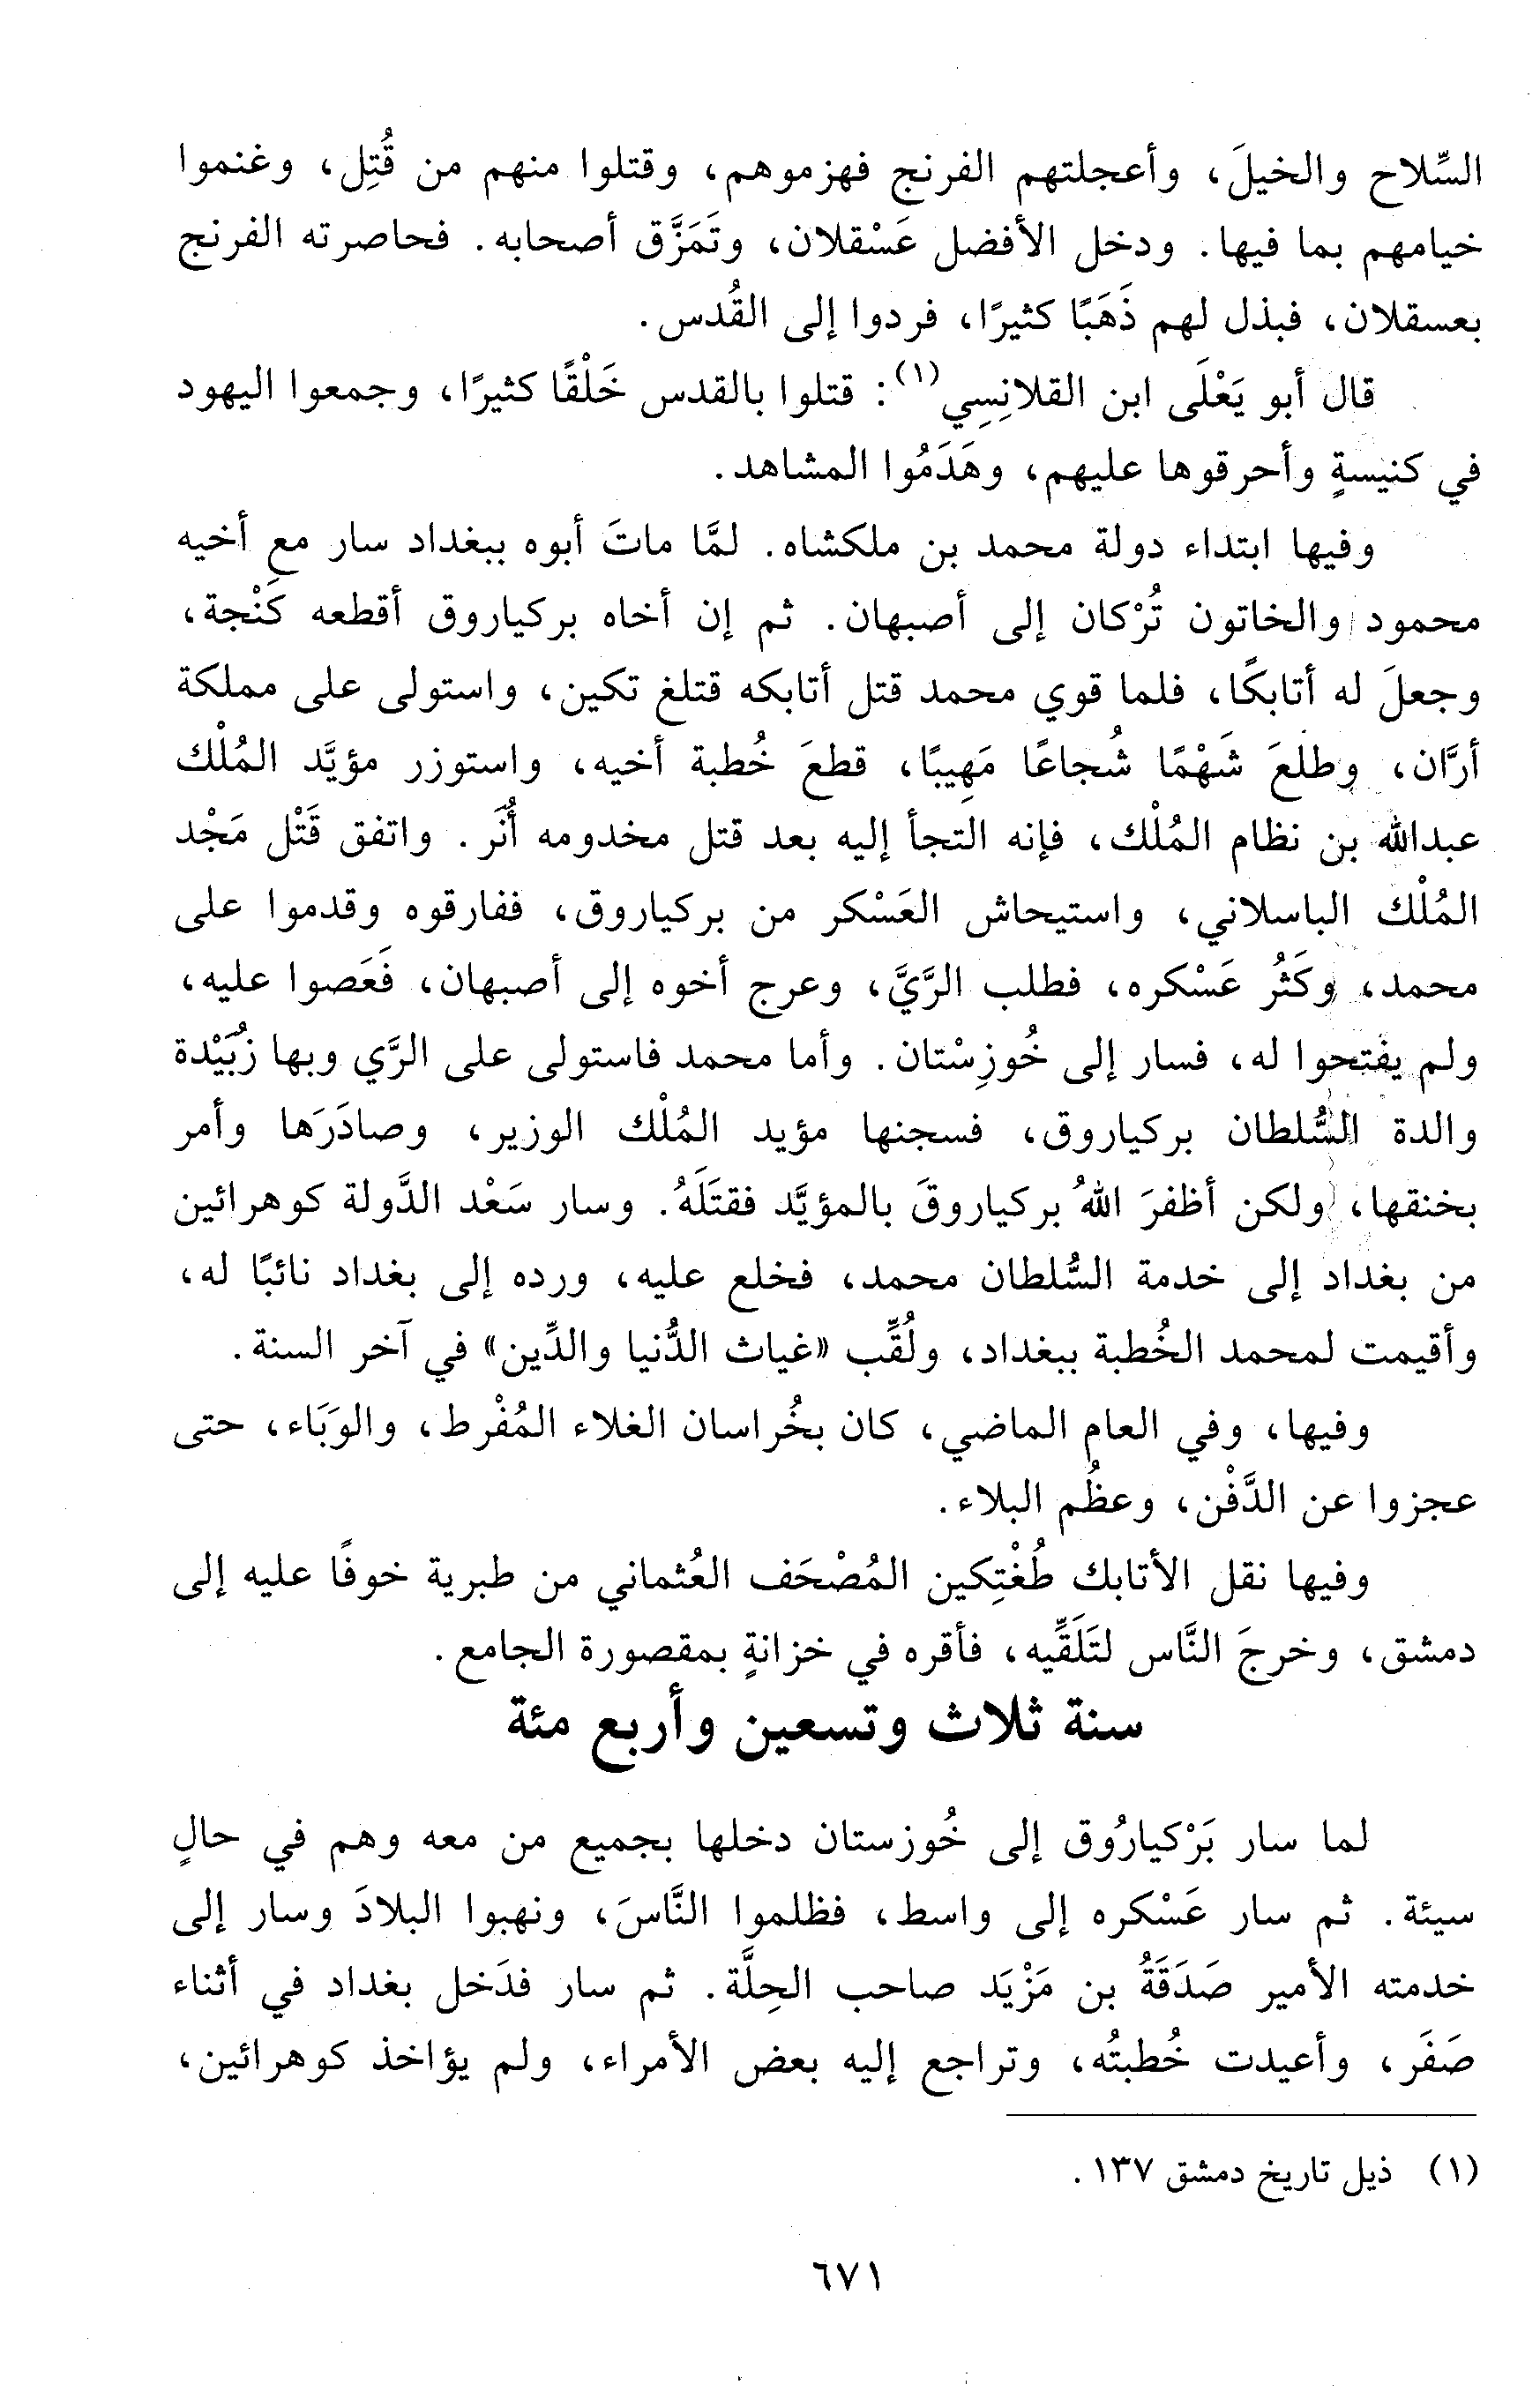 السِّلاح والخيلَ، وأعجلتهم الفرنج فهزموهم، وقتلوا منهم من قُتِل، وغنموا
خيامهم بما فيها. ودخل الأفضل عَسْقلان، وتَمَزَّق أصحابه. فحاصرته الفرنج
بعسقلان، فبذل لهم ذَهَبًا كثيرًا، فردوا إلى القُدس.
قال أبو يَعْلَى ابن القلانِسِي(١): قتلوا بالقدس خَلْقًا كثيرًا، وجمعوا اليهود
في كنيسةٍ وأحرقوها عليهم، وهَدَمُوا المشاهد.
وفيها ابتداء دولة محمد بن ملكشاه. لمَّا ماتَ أبوه ببغداد سار مع أخيه
محمود والخاتون تُرْكان إلى أصبهان. ثم إن أخاه بركياروق أقطعه كَنْجة،
وجعلَ له أتابكًا، فلما قوي محمد قتل أتابكه قتلغ تكين، واستولى على مملكة
أرَّان، وطلعَ شَهْمًا شُجاعًا مَهِيبًا، قطعَ خُطبة أخيه، واستوزر مؤيَّد المُلْك
عبدالله بن نظام المُلْك، فإنه التجأ إليه بعد قتل مخدومه أُنَر. واتفق قَتْل مَجْد
المُلْك الباسلاني، واستيحاش العَسْكر من بركياروق، ففارقوه وقدموا على
محمد، وكَثُر عَسْكره، فطلب الرَّيَّ، وعرج أخوه إلى أصبهان، فَعَصوا عليه،
ولم يفتحوا له، فسار إلى خُوزِسْتان. وأما محمد فاستولى على الرَّي وبها زُبَيْدة
والدة السُّلطان بركياروق، فسجنها مؤيد المُلْك الوزير، وصادَرَها وأمر
بخنقها، ولكن أظفرَ اللهُ بركياروقَ بالمؤيَّد فقتَلَهُ. وسار سَعْد الدَّولة كوهرائين
من بغداد إلى خدمة السُّلطان محمد، فخلع عليه، ورده إلى بغداد نائبًا له،
وأقيمت لمحمد الخُطبة ببغداد، ولُقِّب «غياث الدُّنيا والدِّين» في آخر السنة.
وفيها، وفي العام الماضي، كان بخُراسان الغلاء المُفْرط، والوَبَاء، حتى
عجزوا عن الدَّفْن، وعظُم البلاء.
وفيها نقل الأتابك طُغْتِكين المُصْحَف العُثماني من طبرية خوفًا عليه إلى
دمشق، وخرجَ النَّاس لتَلَقِّيه، فأقره في خزانةٍ بمقصورة الجامع.
سنة ثلاث وتسعين وأربع مئة
لما سار بَرْكيارُوق إلى خُوزستان دخلها بجميع من معه وهم في حالٍ
سيئة. ثم سار عَسْكره إلى واسط، فظلموا النَّاسَ، ونهبوا البلادَ وسار إلى
خدمته الأمير صَدَقَةُ بن مَزْيَد صاحب الحِلَّة. ثم سار فدَخل بغداد في أثناء
صَفَر، وأعيدت خُطبتُه، وتراجع إليه بعض الأمراء، ولم يؤاخذ كوهرائين،
(١) ذيل تاريخ دمشق ١٣٧.
٦٧١